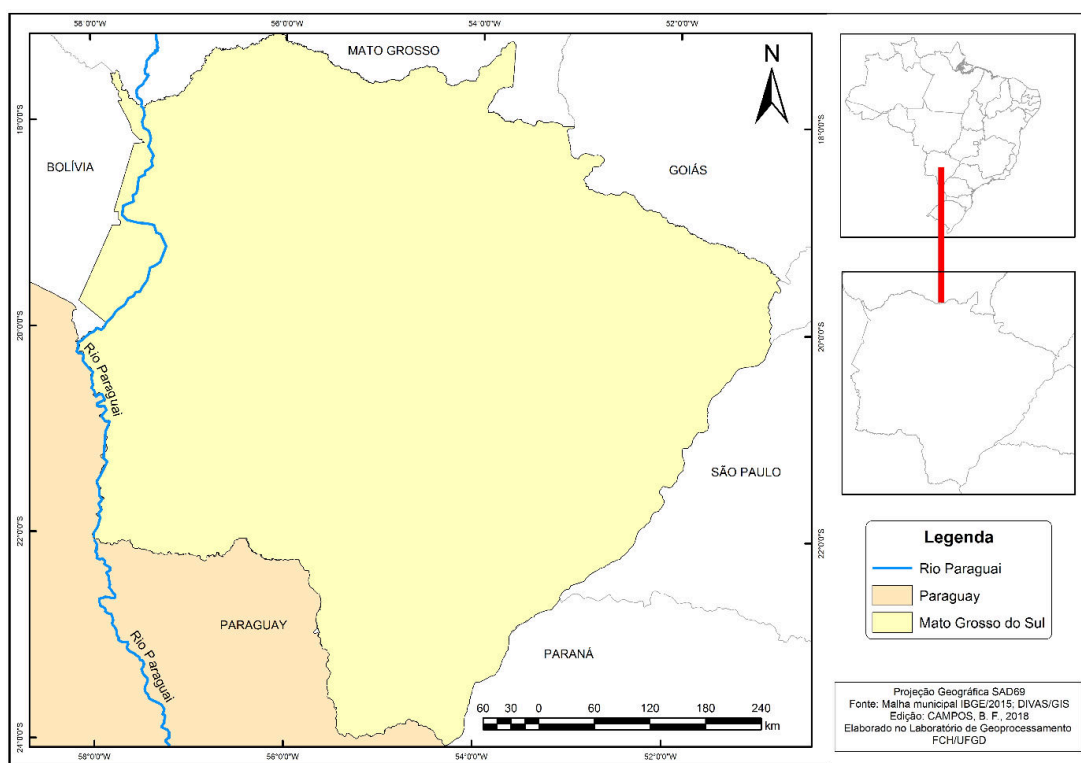 58°0'0"W
56°0'0"W
54°0'0"W
52°0'0"W
MATO GROSSO
N
18°0'0"S
18°0'0"S
BOLÍVIA
GOIÁS
20°0'0"S
20°0'0"S
Rio Paraguai
SÃO PAULO
22°0'0"S
22°0'0"S
PARAGUAY
Rio Paraguai
PARANÁ
60 30 0 60 120 180 240
km
24°0'0"S
58°0'0"W
56°0'0"W
54°0'0"W
52°0'0"W
Legenda
Rio Paraguai
Paraguay
Mato Grosso do Sul
Projeção Geográfica SAD69
Fonte: Malha municipal IBGE/2015; DIVAS/GIS
Edição: CAMPOS, B. F., 2018
Elaborado no Laboratório de Geoprocessamento
FCH/UFGD